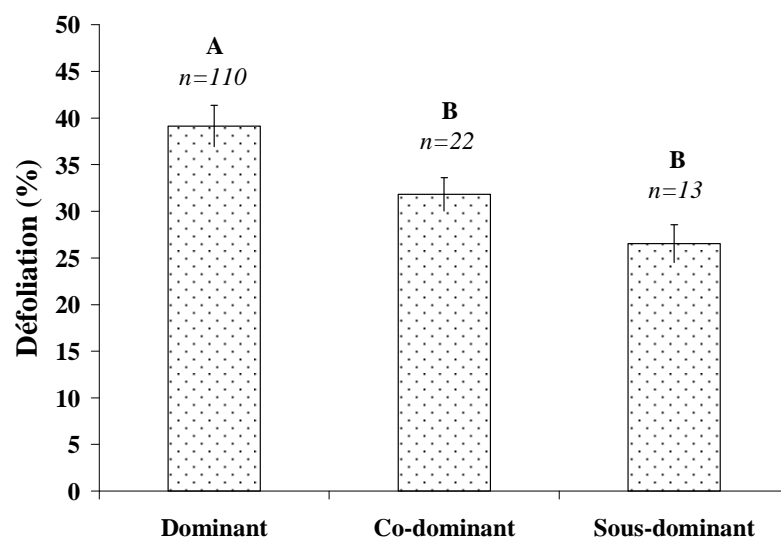 50
45
40
35
30
25
20
15
10
5
0
Défoliation (%)
A
n=110
B
n=22
B
n=13
Dominant
Co-dominant
Sous-dominant